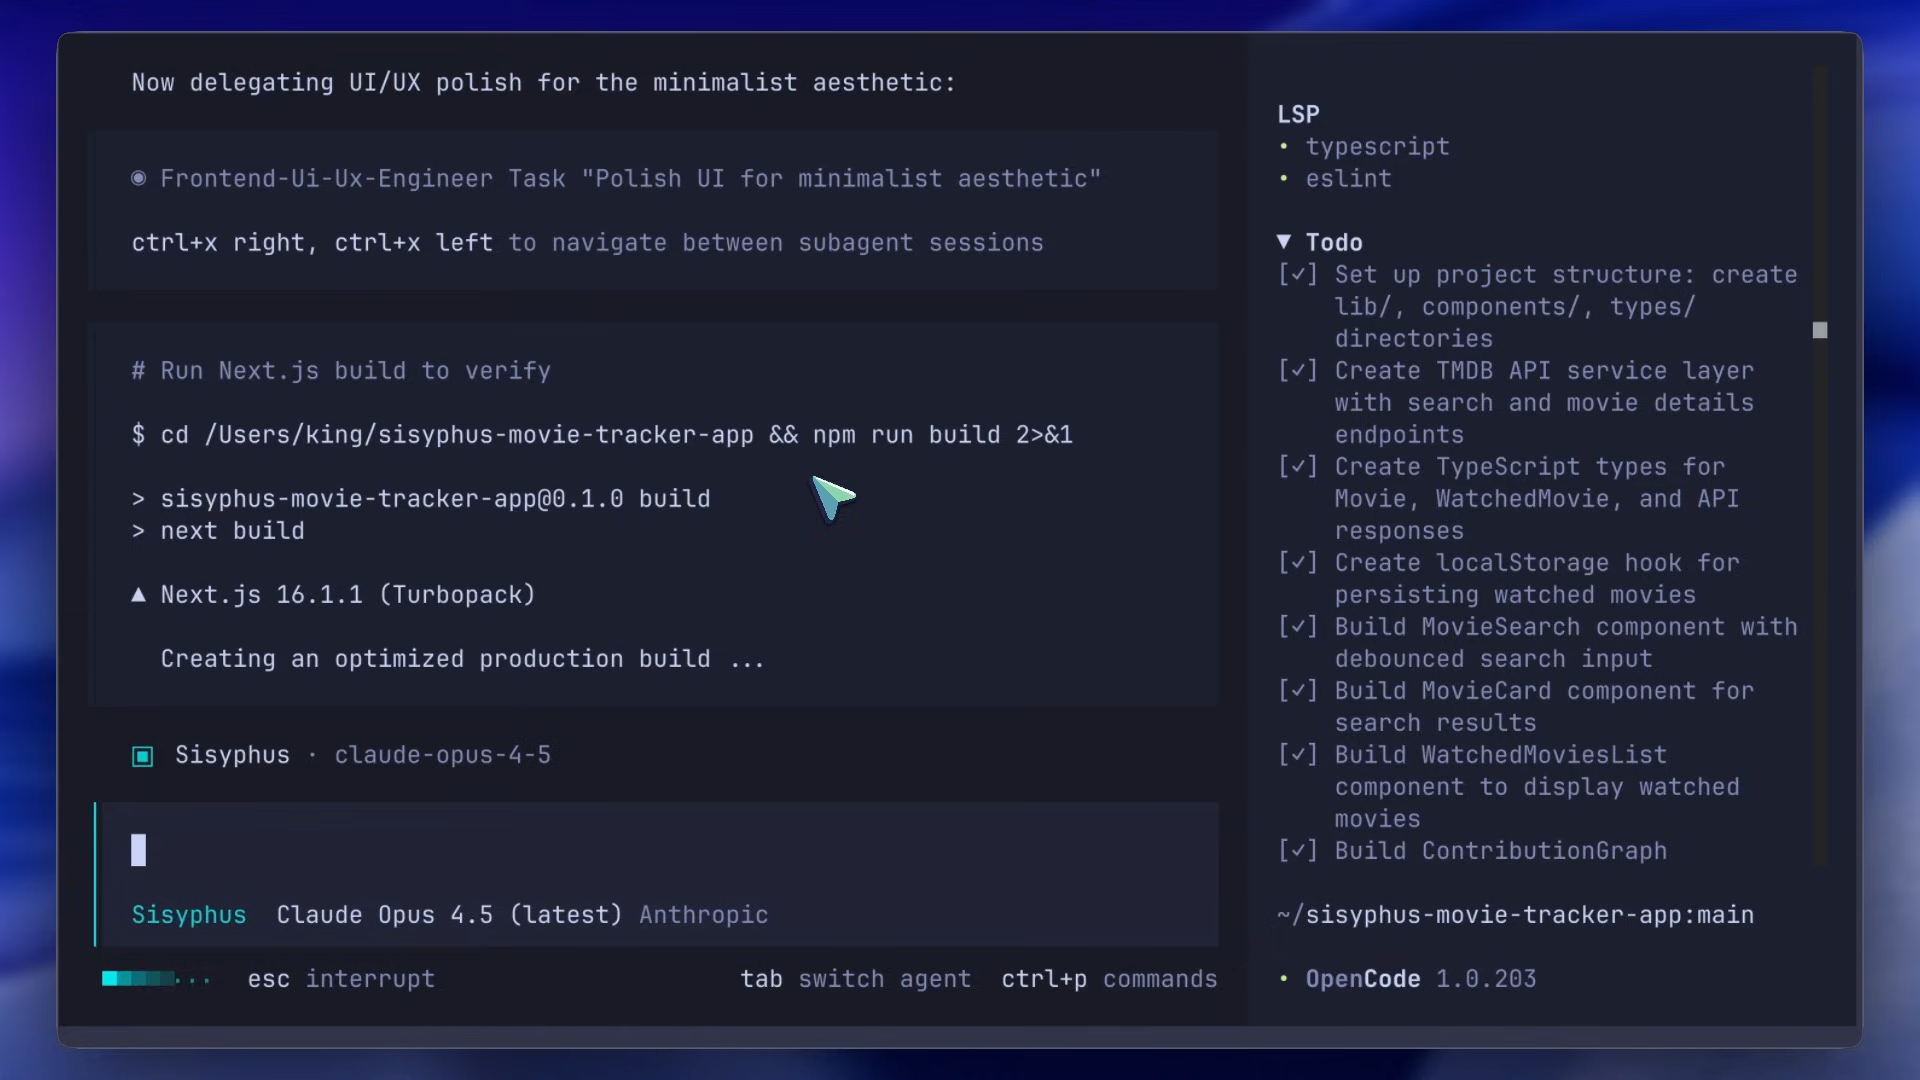 Now delegating UI/UX polish for the minimalist aesthetic:
◉ Frontend-Ui-Ux-Engineer Task "Polish UI for minimalist aesthetic"
ctrl+x right, ctrl+x left to navigate between subagent sessions
# Run Next.js build to verify
$ cd /Users/king/sisyphus-movie-tracker-app && npm run build 2>&1
> sisyphus-movie-tracker-app@0.1.0 build
> next build
▲ Next.js 16.1.1 (Turbopack)
Creating an optimized production build ...
▣ Sisyphus · claude-opus-4-5
Sisyphus Claude Opus 4.5 (latest) Anthropic
esc interrupt
tab switch agent ctrl+p commands
LSP
• typescript
• eslint
▼ Todo
[✓] Set up project structure: create
lib/, components/, types/
directories
[✓] Create TMDB API service layer
with search and movie details
endpoints
[✓] Create TypeScript types for
Movie, WatchedMovie, and API
responses
[✓] Create localStorage hook for
persisting watched movies
[✓] Build MovieSearch component with
debounced search input
[✓] Build MovieCard component for
search results
[✓] Build WatchedMoviesList
component to display watched
movies
[✓] Build ContributionGraph
~/sisyphus-movie-tracker-app:main
• OpenCode 1.0.203